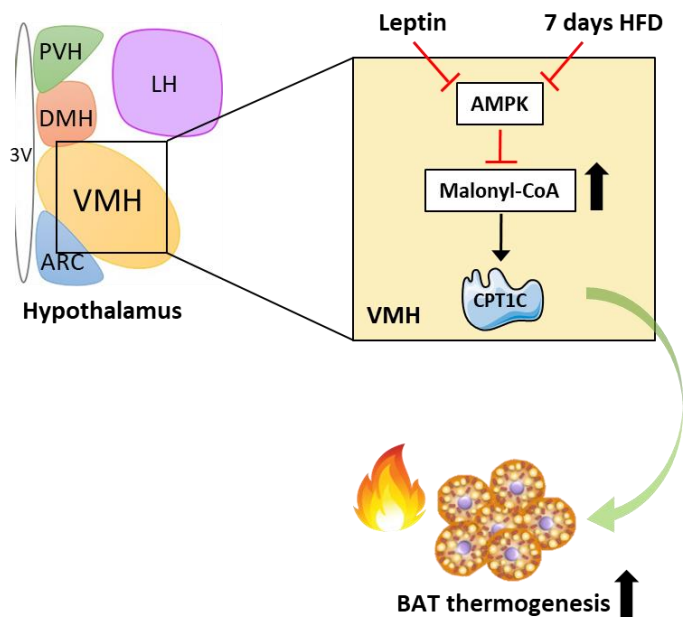 PVH
LH
DMH
3V
VMH
ARC
Hypothalamus
Leptin
7 days HFD
AMPK
Malonyl-CoA
CPT1C
VMH
BAT thermogenesis